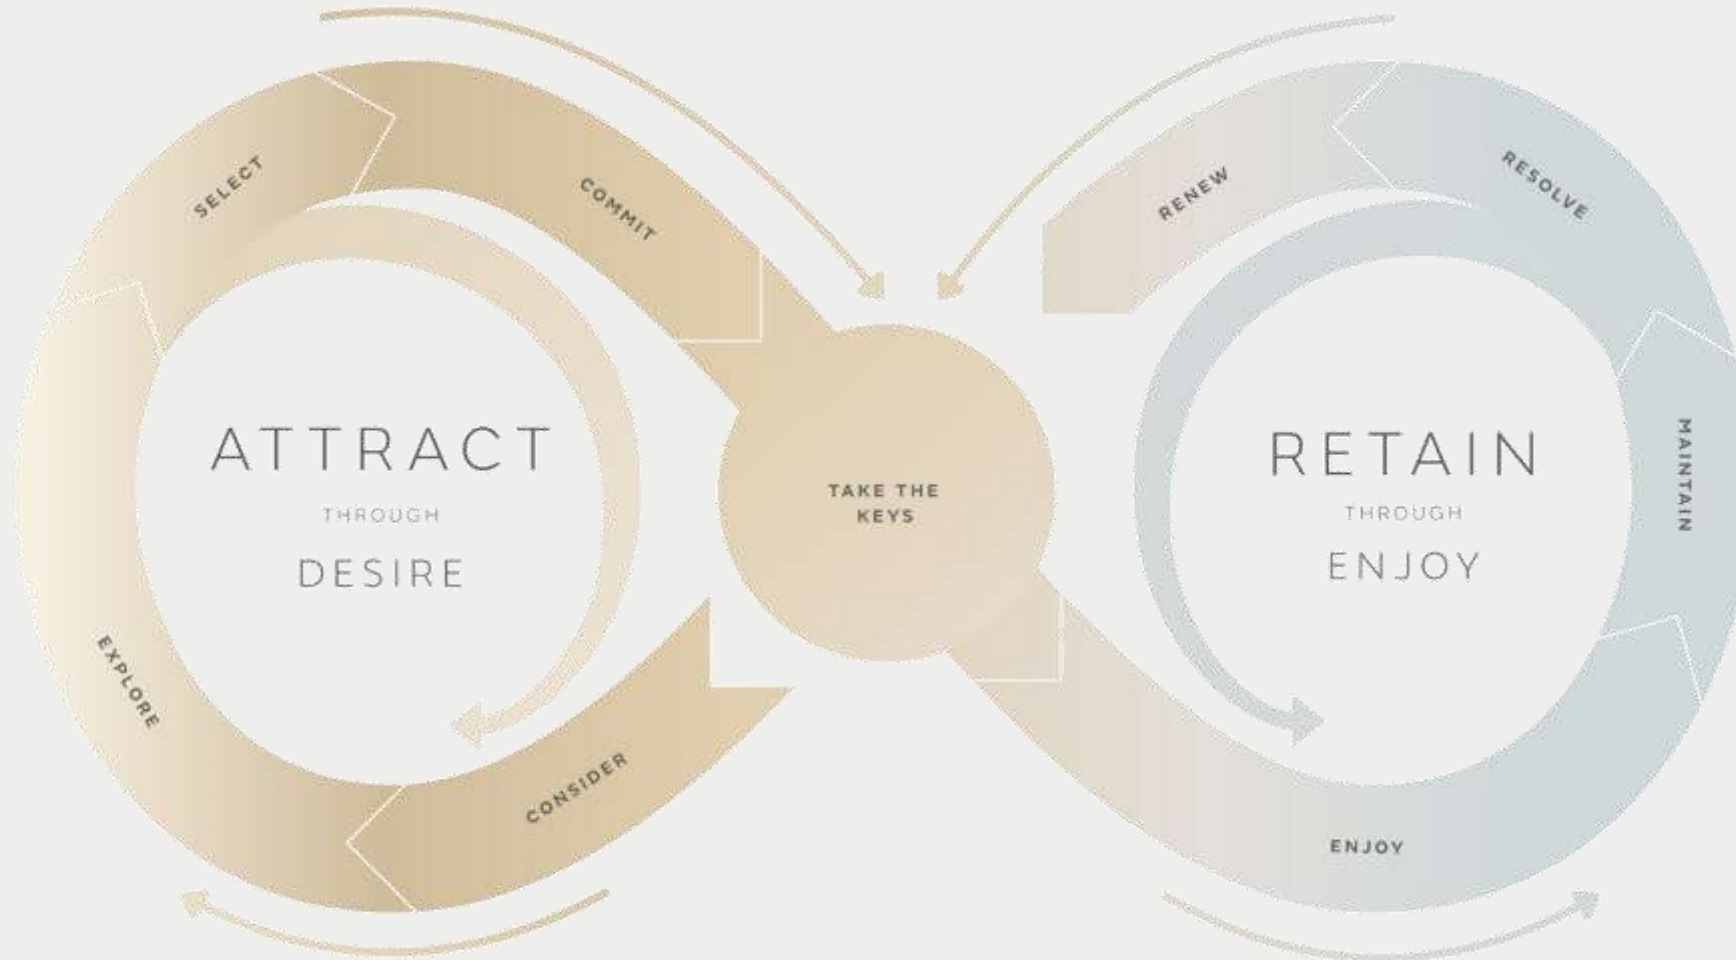 SELECT
COMMIT
RENEW
RESOLVE
ATTRACT
THROUGH
DESIRE
TAKE THE
KEYS
RETAIN
THROUGH
ENJOY
MAINTAIN
EXPLORE
CONSIDER
ENJOY